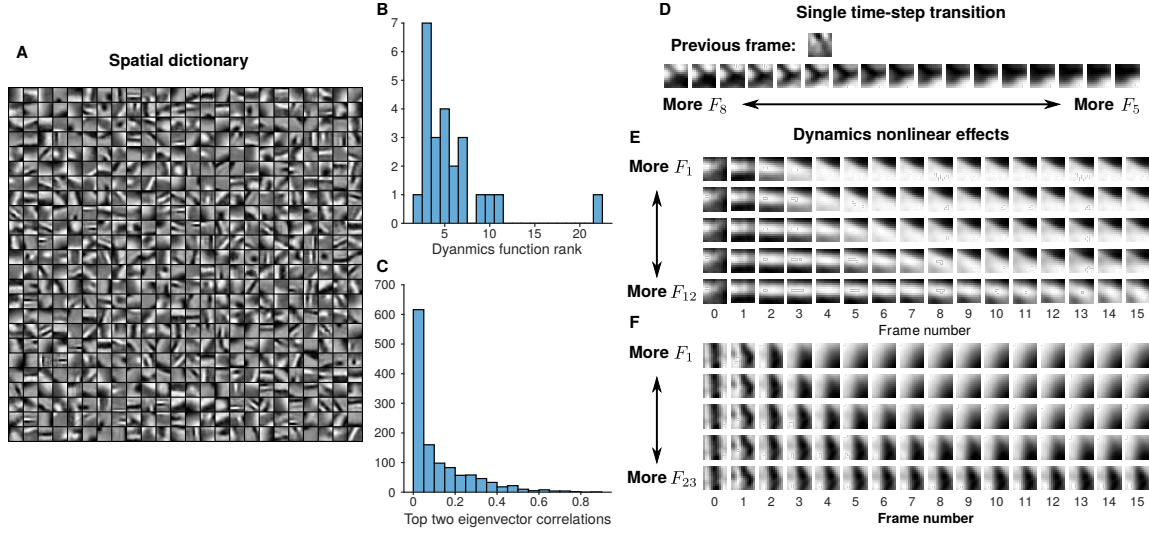 A
Spatial dictionary
B
7
6
5
4
3
2
1
0
5
10
15
20
Dyanmics function rank
C
700
600
500
400
300
200
100
0
0
0.2
0.4
0.6
0.8
Top two eigenvector correlations
D
Single time-step transition
Previous frame:
More F8
More F5
Dynamics nonlinear effects
E
More F1
More F12
0 1 2 3 4 5 6 7 8 9 10 11 12 13 14 15
Frame number
F
More F1
More F23
0 1 2 3 4 5 6 7 8 9 10 11 12 13 14 15
Frame number